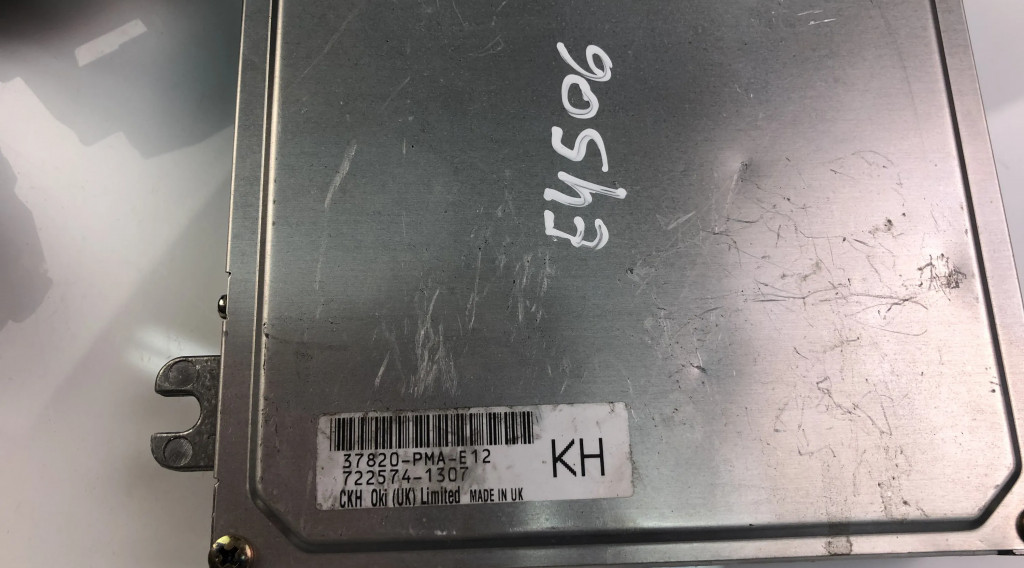 E4506
37820-PMA-E12
KH
722574-1307
CKH Oki (UK) Limited MADE IN UK